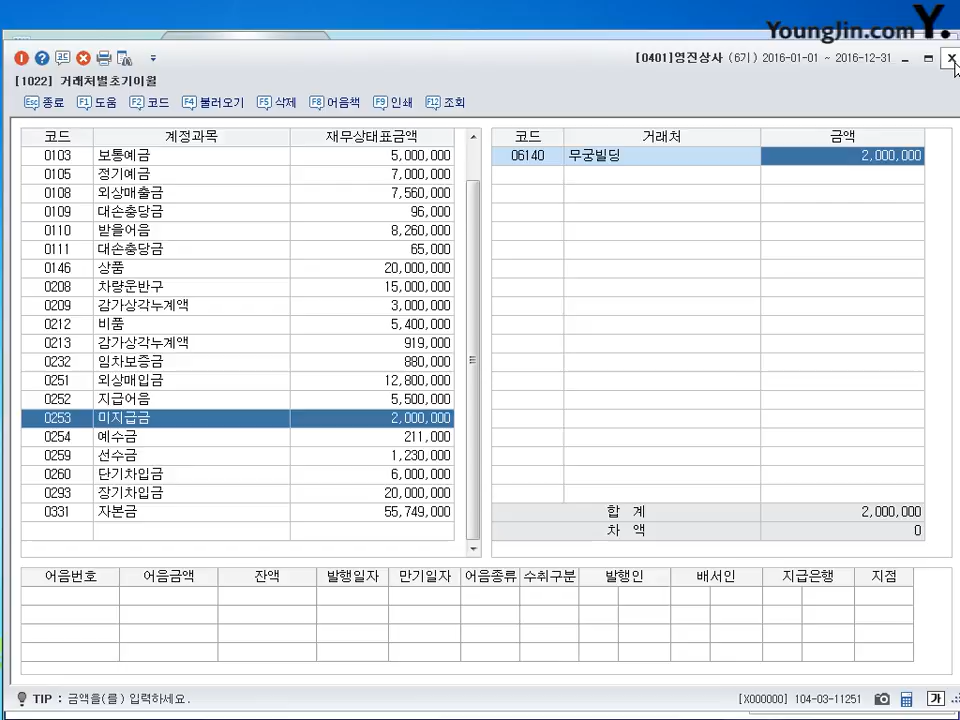 YoungJin.com Y.
[0401]영진상사 (6기) 2016-01-01 ~ 2016-12-31
[1022] 거래처별초기이월
Esc 종료 F1 도움 F2 코드 F4 불러오기 F5 삭제 F8 어음책 F9 인쇄 F12 조회
코드 계정과목 재무상태표금액 코드 거래처 금액
0103 보통예금 5,000,000 06140 무궁빌딩 2,000,000
0105 정기예금 7,000,000
0108 외상매출금 7,560,000
0109 대손충당금 96,000
0110 받을어음 8,260,000
0111 대손충당금 65,000
0146 상품 20,000,000
0208 차량운반구 15,000,000
0209 감가상각누계액 3,000,000
0212 비품 5,400,000
0213 감가상각누계액 919,000
0232 임차보증금 880,000
0251 외상매입금 12,800,000
0252 지급어음 5,500,000
0253 미지급금 2,000,000
0254 예수금 211,000
0259 선수금 1,230,000
0260 단기차입금 6,000,000
0293 장기차입금 20,000,000
0331 자본금 55,749,000 합 계 2,000,000
차 액 0
어음번호 어음금액 잔액 발행일자 만기일자 어음종류 수취구분 발행인 배서인 지급은행 지점
TIP : 금액을(를) 입력하세요. [X000000] 104-03-11251 가